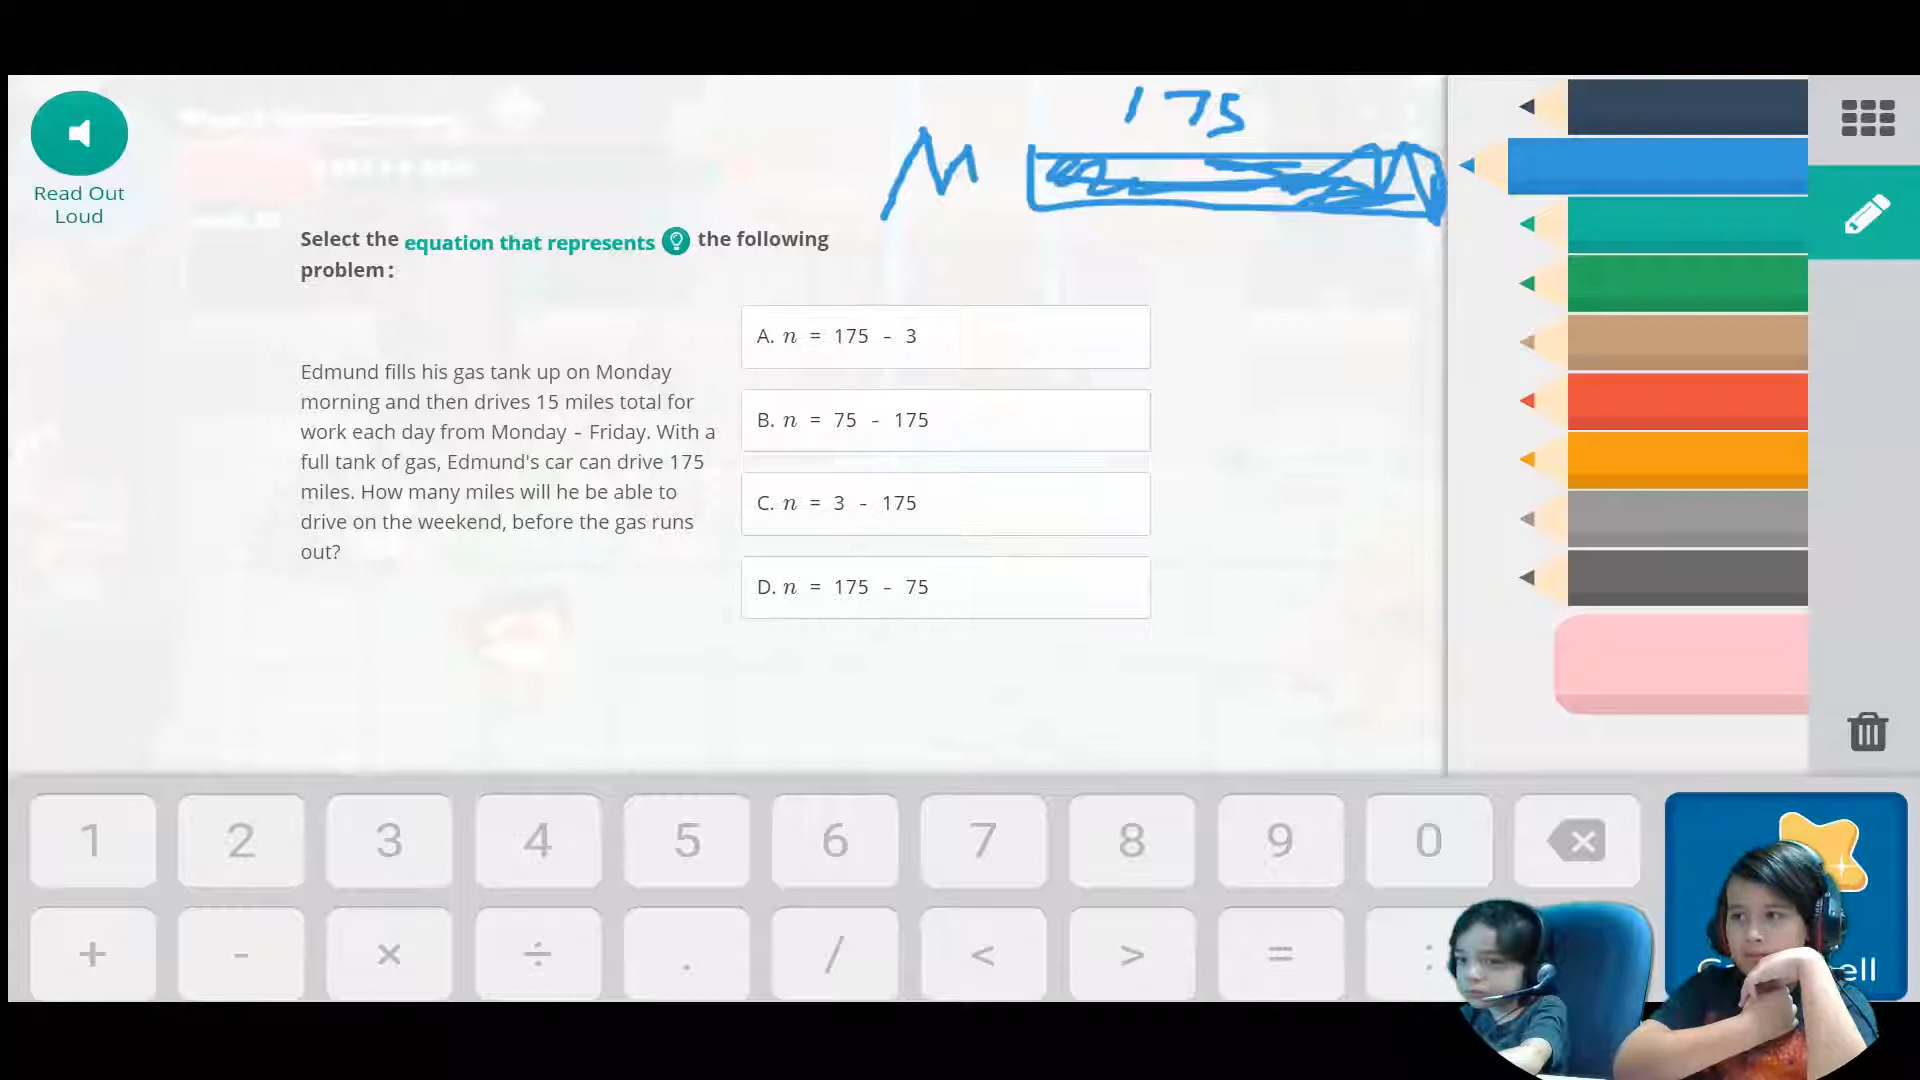 175
M
Read Out
Loud
Select the equation that represents the following
problem:
Edmund fills his gas tank up on Monday
morning and then drives 15 miles total for
work each day from Monday - Friday. With a
full tank of gas, Edmund's car can drive 175
miles. How many miles will he be able to
drive on the weekend, before the gas runs
out?
A. n = 175 - 3
B. n = 75 - 175
C. n = 3 - 175
D. n = 175 - 75
1 2 3 4 5 6 7 8 9 0
+ - × ÷ . / < > = :